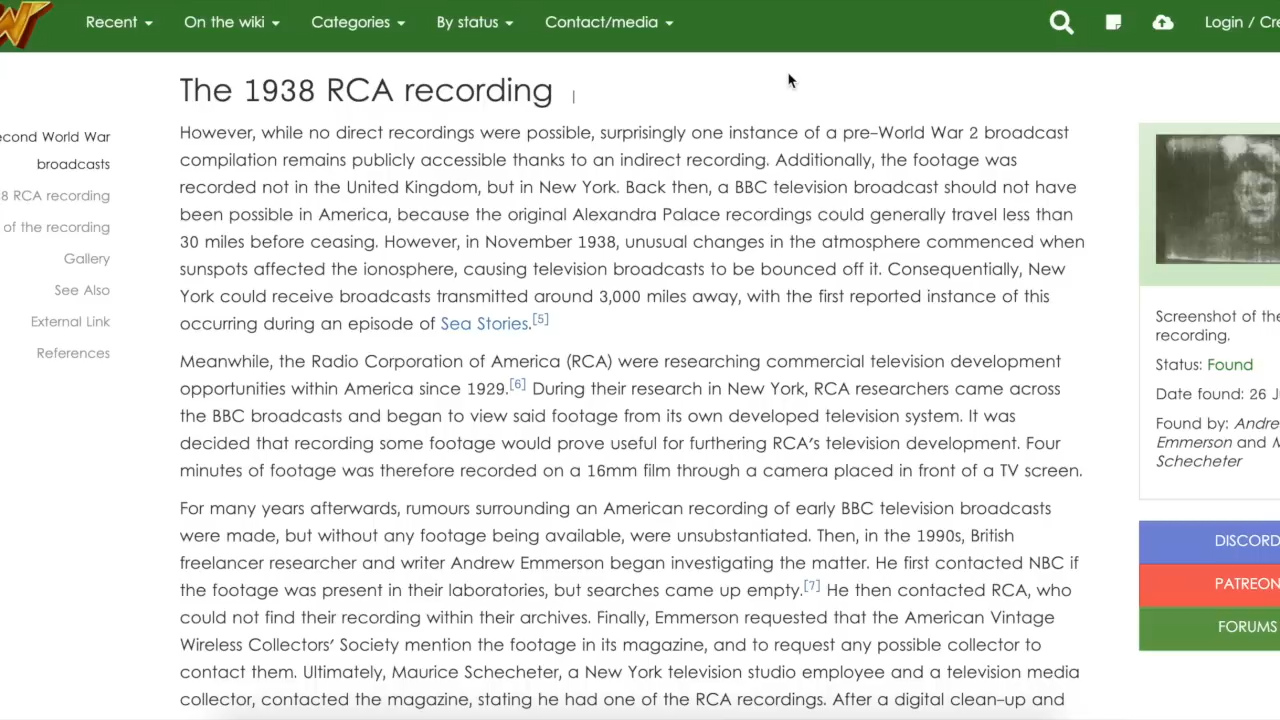 W
Recent
On the wiki
Categories
By status
Contact/media
Login / Cre
The 1938 RCA recording
econd World War
broadcasts
8 RCA recording
of the recording
Gallery
See Also
External Link
References
However, while no direct recordings were possible, surprisingly one instance of a pre-World War 2 broadcast
compilation remains publicly accessible thanks to an indirect recording. Additionally, the footage was
recorded not in the United Kingdom, but in New York. Back then, a BBC television broadcast should not have
been possible in America, because the original Alexandra Palace recordings could generally travel less than
30 miles before ceasing. However, in November 1938, unusual changes in the atmosphere commenced when
sunspots affected the ionosphere, causing television broadcasts to be bounced off it. Consequentially, New
York could receive broadcasts transmitted around 3,000 miles away, with the first reported instance of this
occurring during an episode of Sea Stories.[5]
Meanwhile, the Radio Corporation of America (RCA) were researching commercial television development
opportunities within America since 1929.[6] During their research in New York, RCA researchers came across
the BBC broadcasts and began to view said footage from its own developed television system. It was
decided that recording some footage would prove useful for furthering RCA's television development. Four
minutes of footage was therefore recorded on a 16mm film through a camera placed in front of a TV screen.
For many years afterwards, rumours surrounding an American recording of early BBC television broadcasts
were made, but without any footage being available, were unsubstantiated. Then, in the 1990s, British
freelancer researcher and writer Andrew Emmerson began investigating the matter. He first contacted NBC if
the footage was present in their laboratories, but searches came up empty.[7] He then contacted RCA, who
could not find their recording within their archives. Finally, Emmerson requested that the American Vintage
Wireless Collectors' Society mention the footage in its magazine, and to request any possible collector to
contact them. Ultimately, Maurice Schecheter, a New York television studio employee and a television media
collector, contacted the magazine, stating he had one of the RCA recordings. After a digital clean-up and
Screenshot of the
recording.
Status: Found
Date found: 26 J
Found by: Andre
Emmerson and M
Schecheter
DISCORD
PATREON
FORUMS